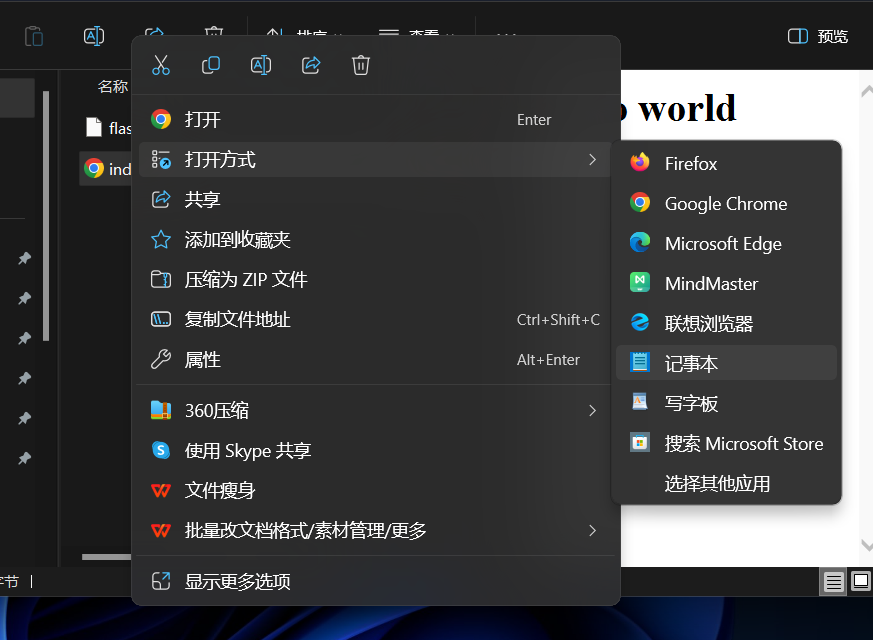 预览
名称
flas
ind
o world
打开 Enter
打开方式
共享
添加到收藏夹
压缩为 ZIP 文件
复制文件地址 Ctrl+Shift+C
属性 Alt+Enter
360压缩
使用 Skype 共享
文件瘦身
批量改文档格式/素材管理/更多
显示更多选项
Firefox
Google Chrome
Microsoft Edge
MindMaster
联想浏览器
记事本
写字板
搜索 Microsoft Store
选择其他应用
字节